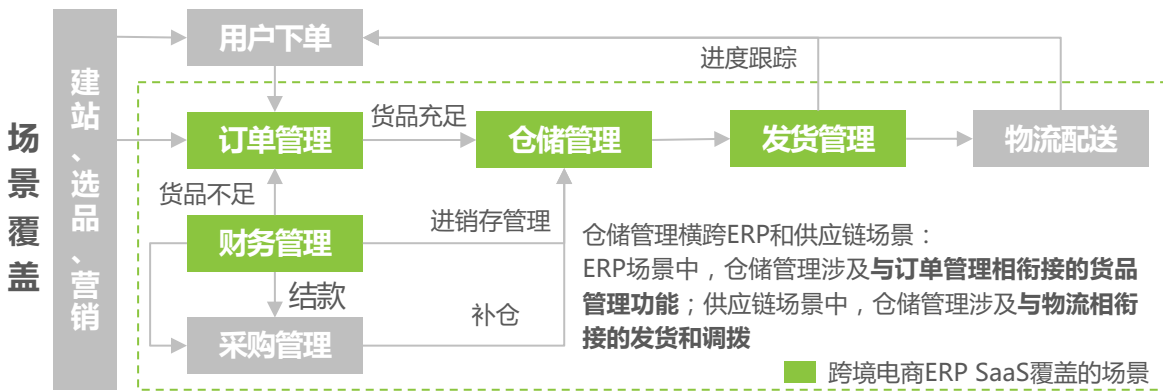 场景覆盖
建站、选品、营销
用户下单
进度跟踪
订单管理
货品充足
仓储管理
发货管理
物流配送
货品不足
财务管理
进销存管理
结款
采购管理
补仓
仓储管理横跨ERP和供应链场景：
ERP场景中，仓储管理涉及与订单管理相衔接的货品
管理功能；供应链场景中，仓储管理涉及与物流相衔
接的发货和调拨
跨境电商ERP SaaS覆盖的场景